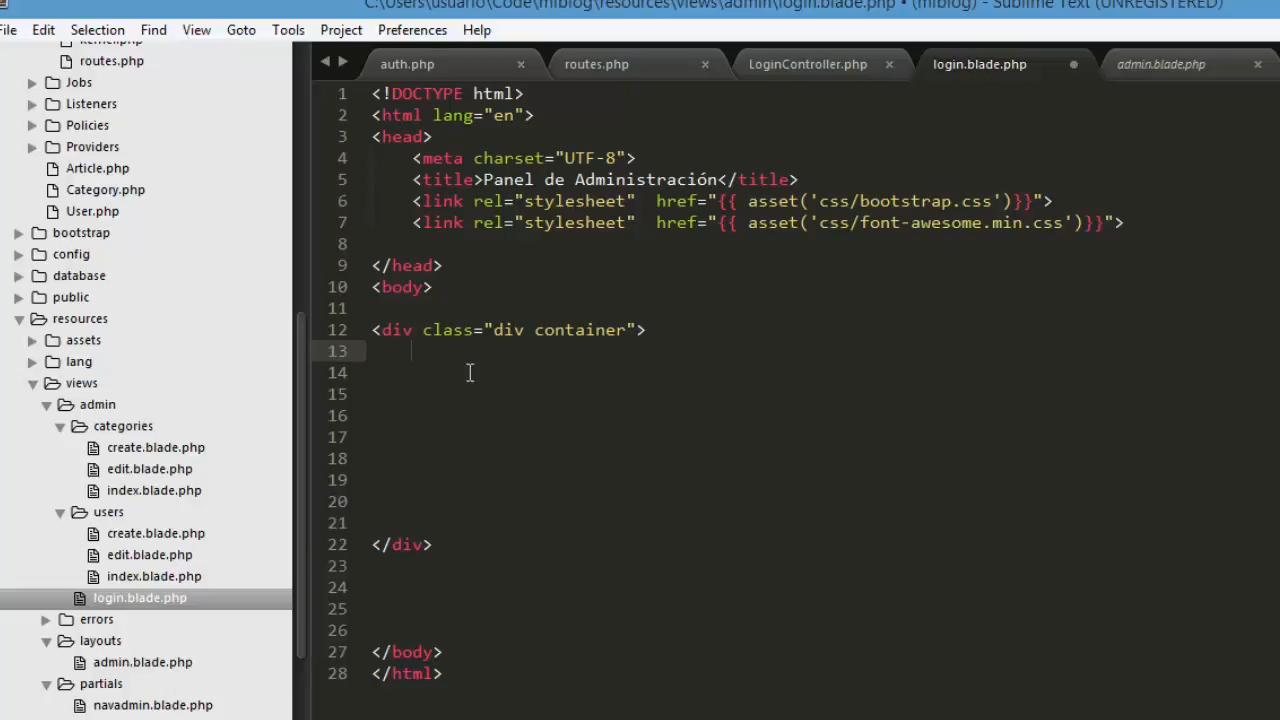 C:\Users\usuario\Code\miblog\resources\views\admin\login.blade.php • (miblog) - Sublime Text (UNREGISTERED)
File Edit Selection Find View Goto Tools Project Preferences Help
kernel.php
routes.php
Jobs
Listeners
Policies
Providers
Article.php
Category.php
User.php
bootstrap
config
database
public
resources
assets
lang
views
admin
categories
create.blade.php
edit.blade.php
index.blade.php
users
create.blade.php
edit.blade.php
index.blade.php
login.blade.php
errors
layouts
admin.blade.php
partials
navadmin.blade.php
auth.php × routes.php × LoginController.php × login.blade.php admin.blade.php ×
1 <!DOCTYPE html>
2 <html lang="en">
3 <head>
4 <meta charset="UTF-8">
5 <title>Panel de Administración</title>
6 <link rel="stylesheet"  href="{{ asset('css/bootstrap.css')}}">
7 <link rel="stylesheet"  href="{{ asset('css/font-awesome.min.css')}}">
8
9 </head>
10 <body>
11
12 <div class="div container">
13
14
15
16
17
18
19
20
21
22 </div>
23
24
25
26
27 </body>
28 </html>